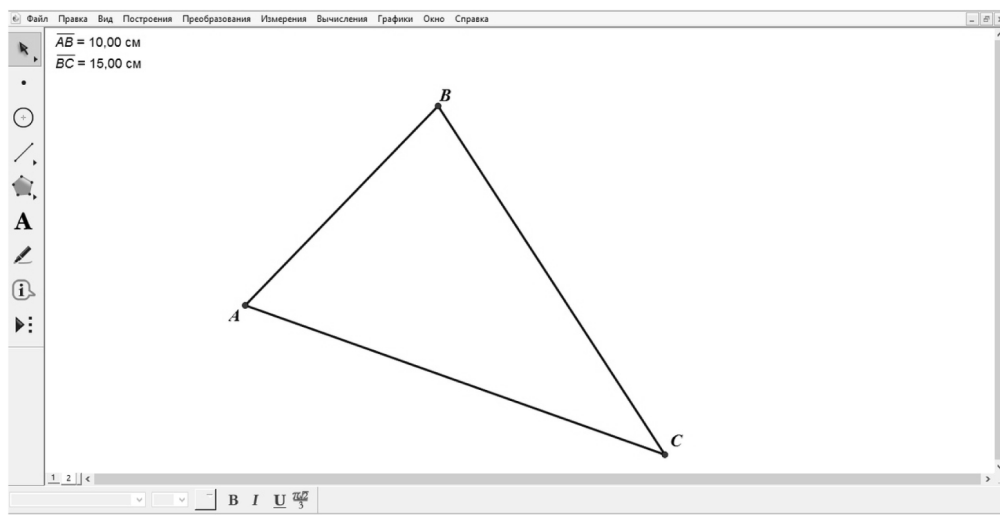 Файл Правка Вид Построения Преобразования Измерения Вычисления Графики Окно Справка
AB = 10,00 см
BC = 15,00 см
B
A
A
C
1 2
B I U